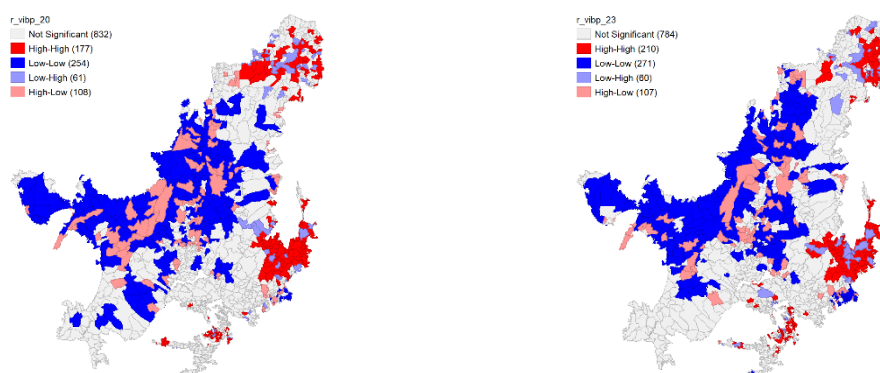 r_vibp_20
Not Significant (832)
High-High (177)
Low-Low (254)
Low-High (61)
High-Low (108)
r_vibp_23
Not Significant (784)
High-High (210)
Low-Low (271)
Low-High (60)
High-Low (107)